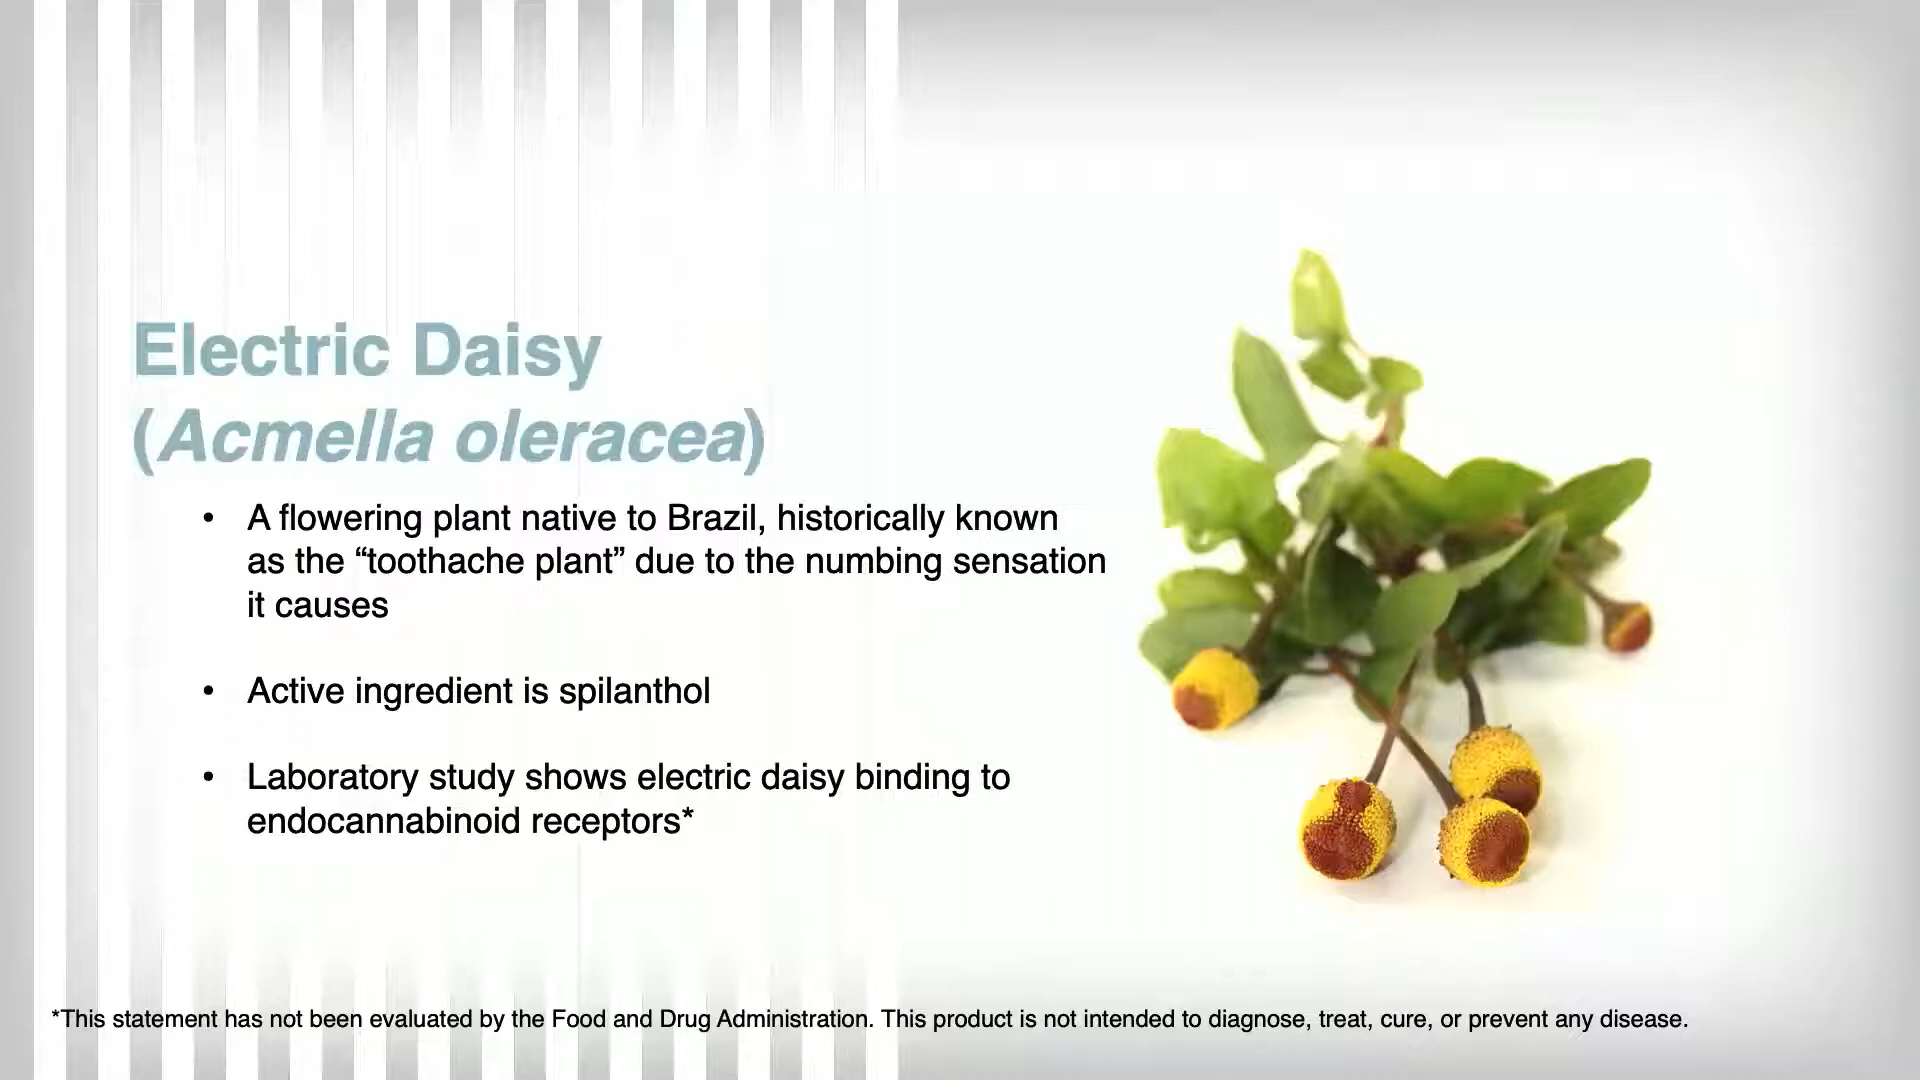 Electric Daisy
(Acmella oleracea)
• A flowering plant native to Brazil, historically known
as the “toothache plant” due to the numbing sensation
it causes
• Active ingredient is spilanthol
• Laboratory study shows electric daisy binding to
endocannabinoid receptors*
*This statement has not been evaluated by the Food and Drug Administration. This product is not intended to diagnose, treat, cure, or prevent any disease.